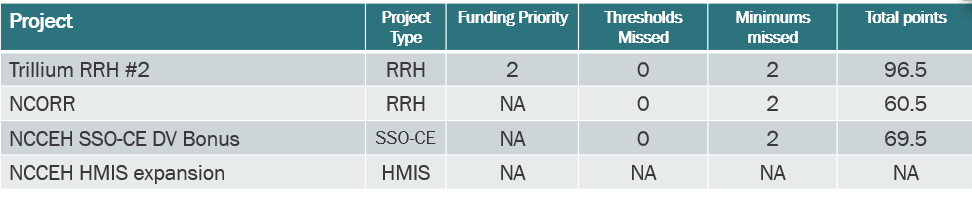 Project Project Type Funding Priority Thresholds Missed Minimums missed Total points
Trillium RRH #2 RRH 2 0 2 96.5
NCORR RRH NA 0 2 60.5
NCCEH SSO-CE DV Bonus SSO-CE NA 0 2 69.5
NCCEH HMIS expansion HMIS NA NA NA NA